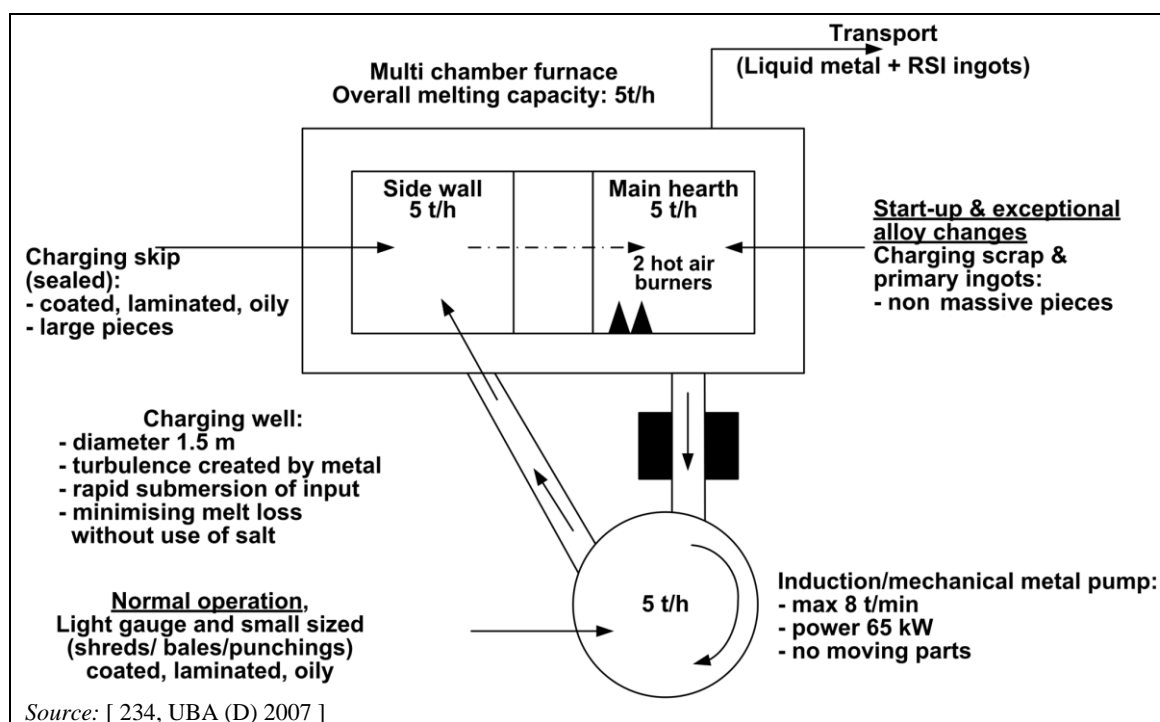 Transport
(Liquid metal + RSI ingots)
Multi chamber furnace
Overall melting capacity: 5t/h
Side wall
5 t/h
Main hearth
5 t/h
2 hot air
burners
Charging skip
(sealed):
- coated, laminated, oily
- large pieces
Start-up & exceptional
alloy changes
Charging scrap &
primary ingots:
- non massive pieces
Charging well:
- diameter 1.5 m
- turbulence created by metal
- rapid submersion of input
- minimising melt loss
without use of salt
Normal operation,
Light gauge and small sized
(shreds/ bales/punchings)
coated, laminated, oily
5 t/h
Induction/mechanical metal pump:
- max 8 t/min
- power 65 kW
- no moving parts
Source: [ 234, UBA (D) 2007 ]